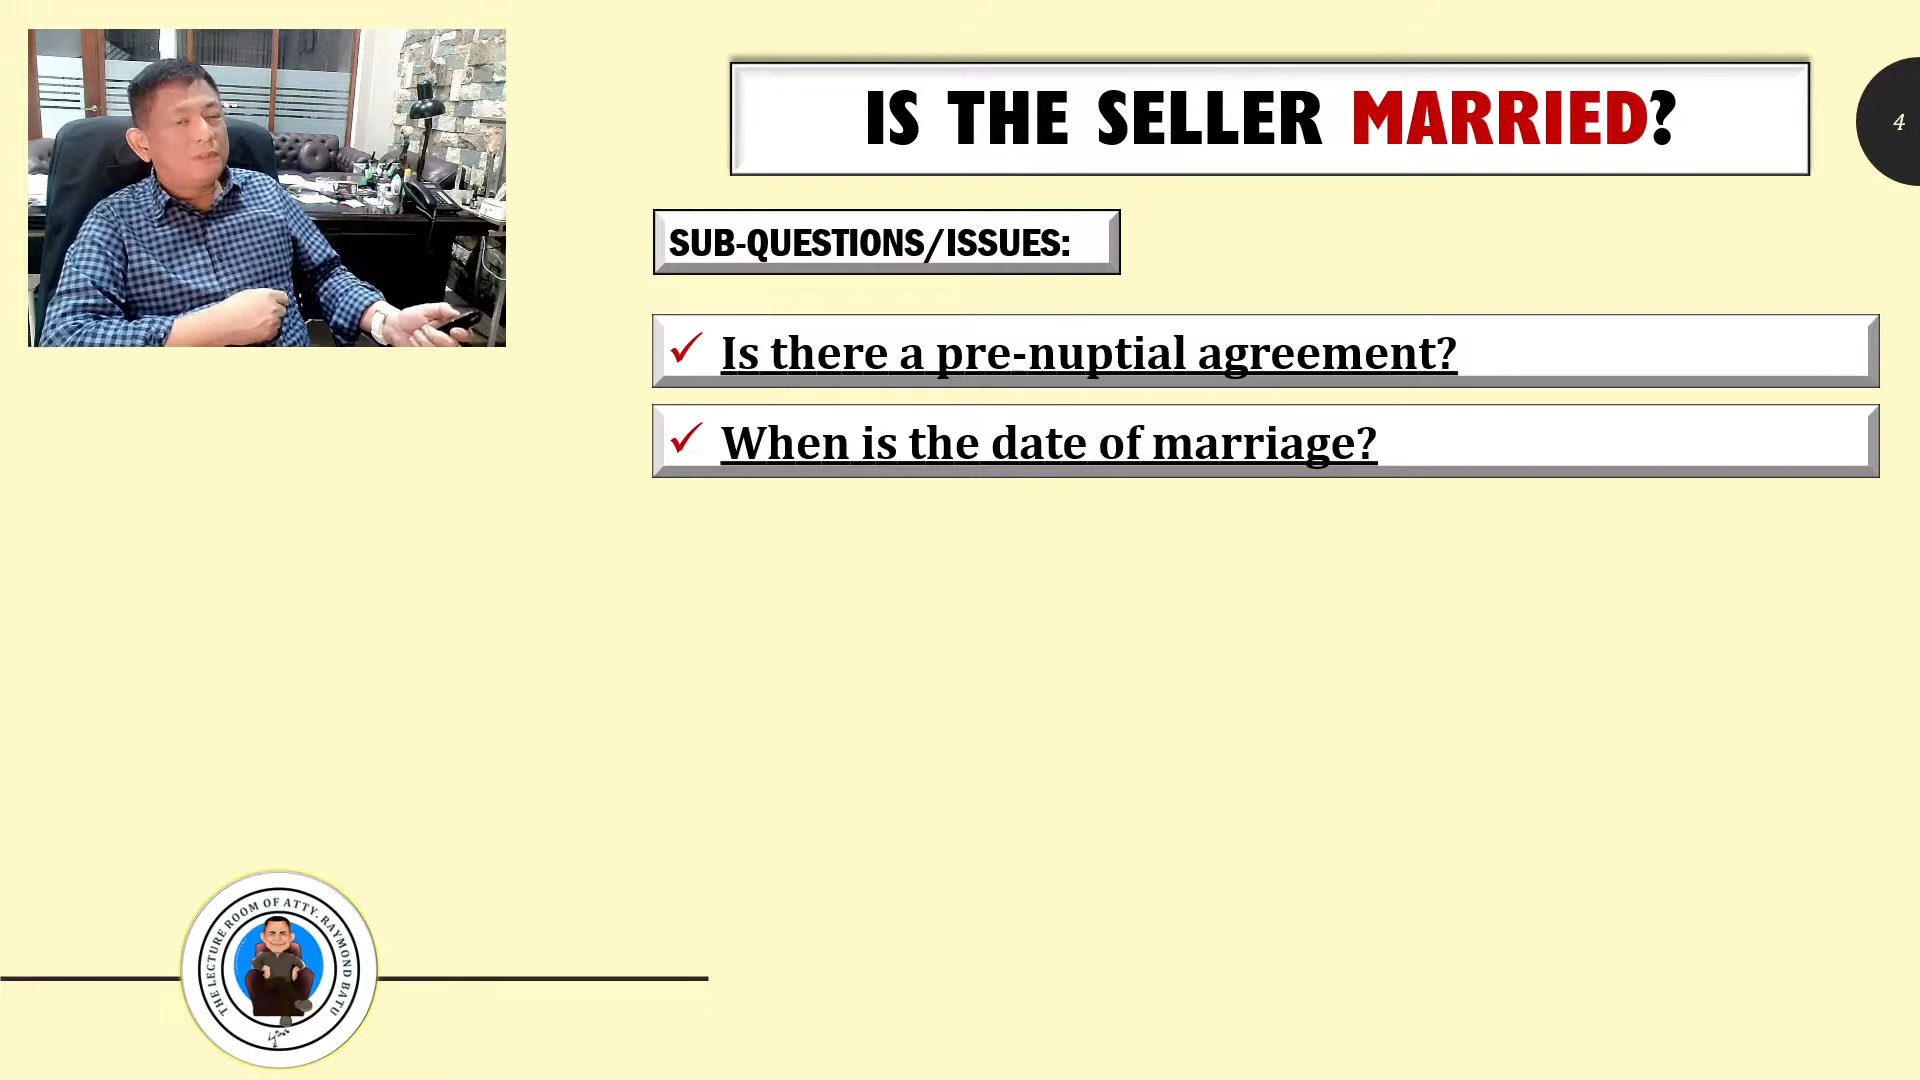 IS THE SELLER MARRIED?
4
SUB-QUESTIONS/ISSUES:
✓ Is there a pre-nuptial agreement?
✓ When is the date of marriage?
THE LECTURE ROOM OF ATTY. RAYMOND BATU